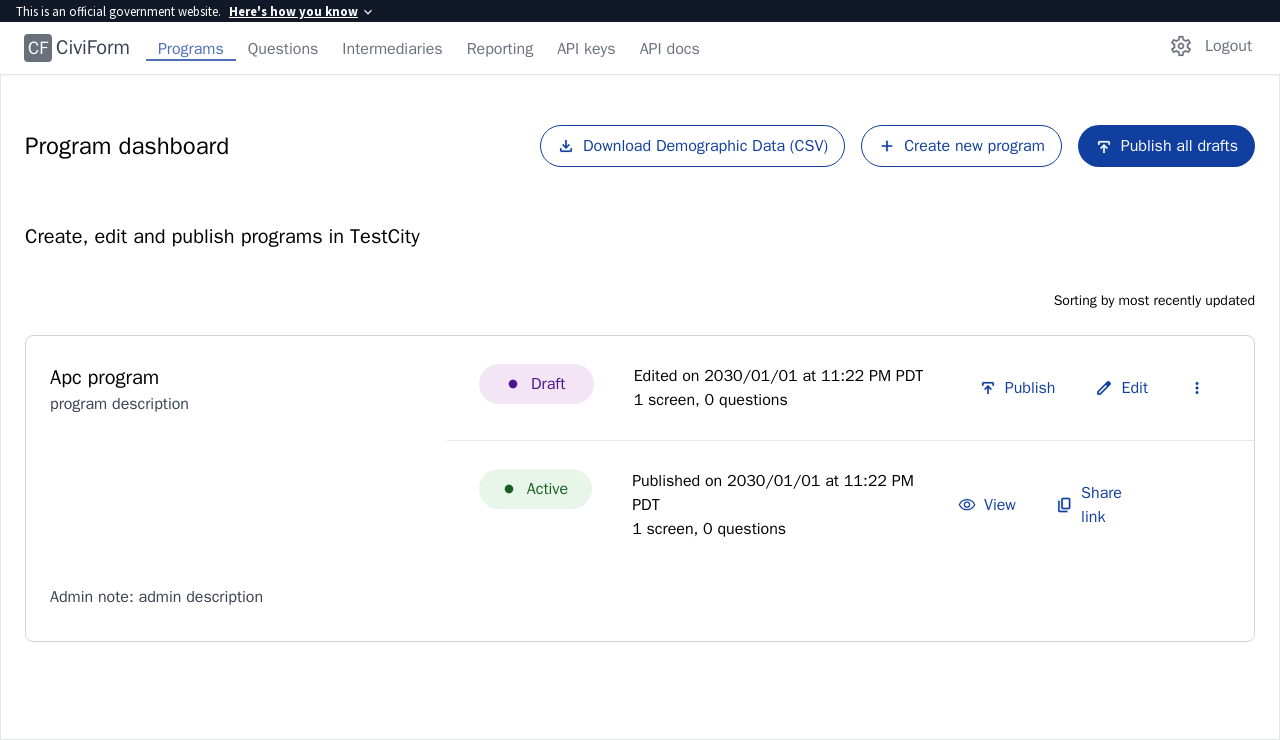 This is an official government website. Here's how you know
CF CiviForm Programs Questions Intermediaries Reporting API keys API docs Logout
Program dashboard
Download Demographic Data (CSV) Create new program Publish all drafts
Create, edit and publish programs in TestCity
Sorting by most recently updated
Apc program
program description
Draft
Edited on 2030/01/01 at 11:22 PM PDT
1 screen, 0 questions
Publish Edit
Active
Published on 2030/01/01 at 11:22 PM
PDT
1 screen, 0 questions
View
Share
link
Admin note: admin description